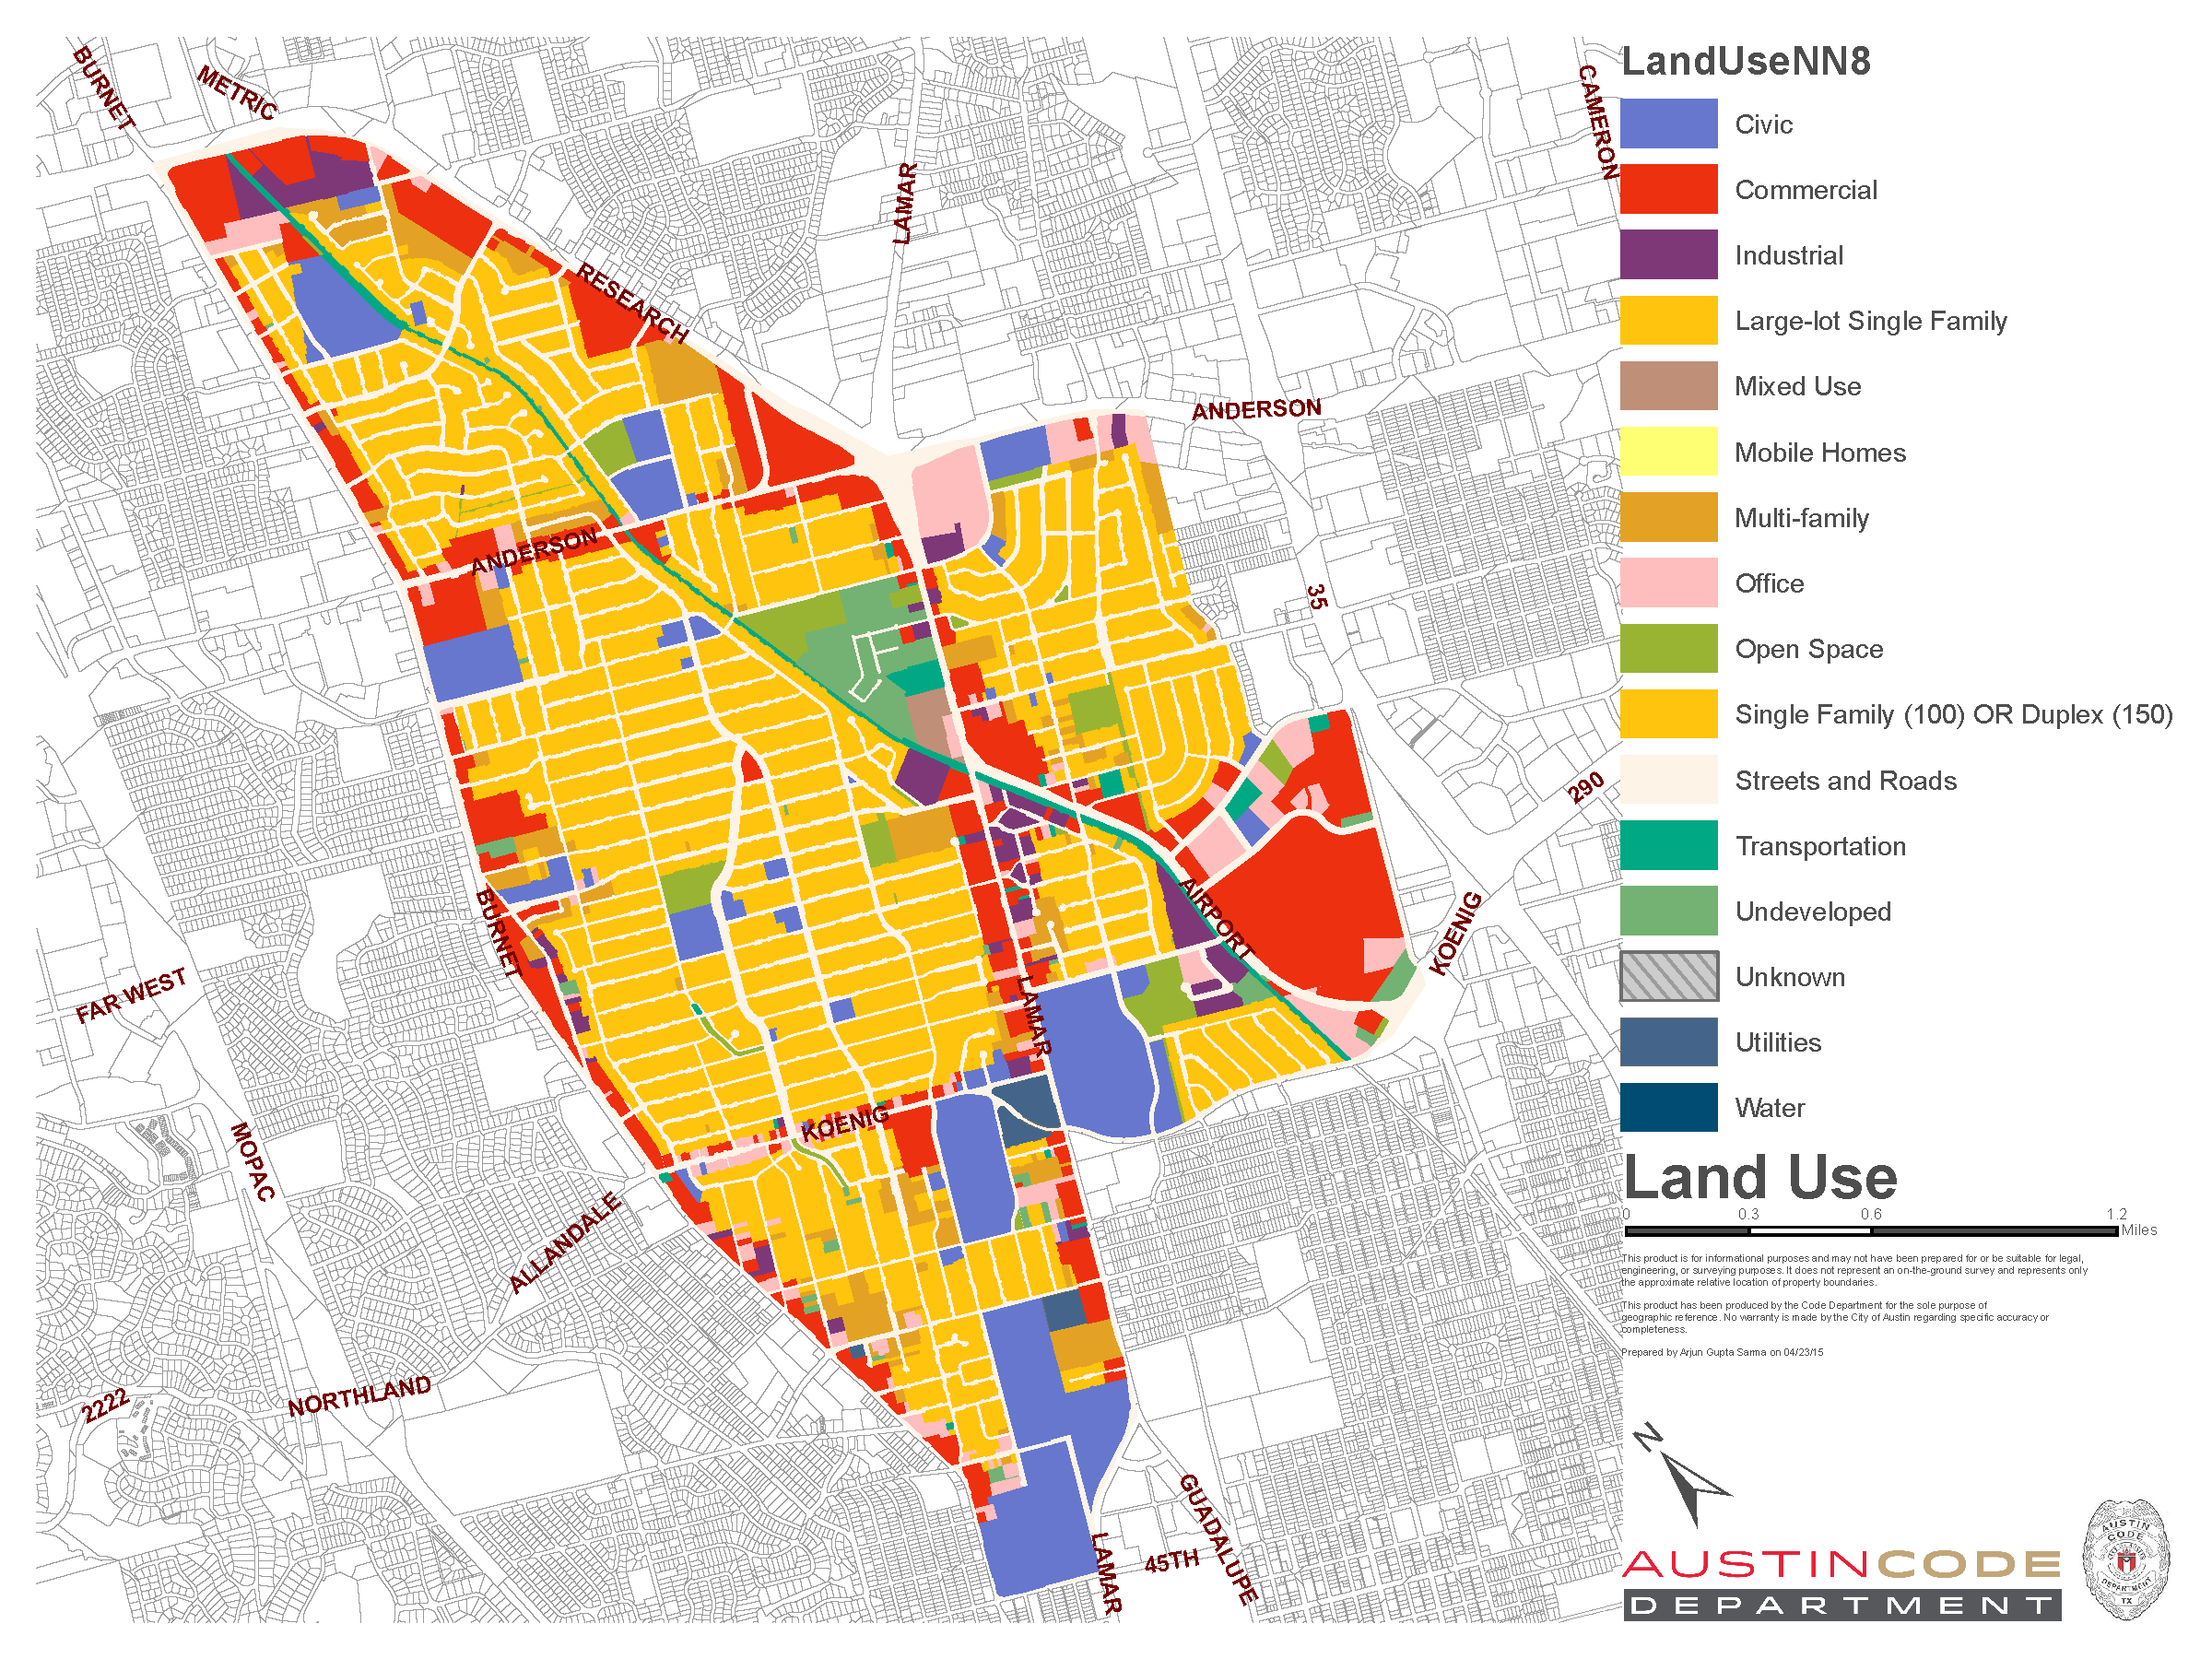 BURNET
METRIC
LAMAR
CAMERON
RESEARCH
ANDERSON
ANDERSON
35
290
BURNET
AIRPORT
KOENIG
FAR WEST
LAMAR
KOENIG
MOPAC
ALLANDALE
2222
NORTHLAND
GUADALUPE
LAMAR
45TH
LandUseNN8
Civic
Commercial
Industrial
Large-lot Single Family
Mixed Use
Mobile Homes
Multi-family
Office
Open Space
Single Family (100) OR Duplex (150)
Streets and Roads
Transportation
Undeveloped
Unknown
Utilities
Water
Land Use
0 0.3 0.6 1.2
Miles
This product is for informational purposes and may not have been prepared for or be suitable for legal,
engineering, or surveying purposes. It does not represent an on-the-ground survey and represents only
the approximate relative location of property boundaries.
This product has been produced by the Code Department for the sole purpose of
geographic reference. No warranty is made by the City of Austin regarding specific accuracy or
completeness.
Prepared by Arjun Gupta Sarma on 04/23/15
N
AUSTINCODE
DEPARTMENT
AUSTIN
CODE
DEPARTMENT
TX